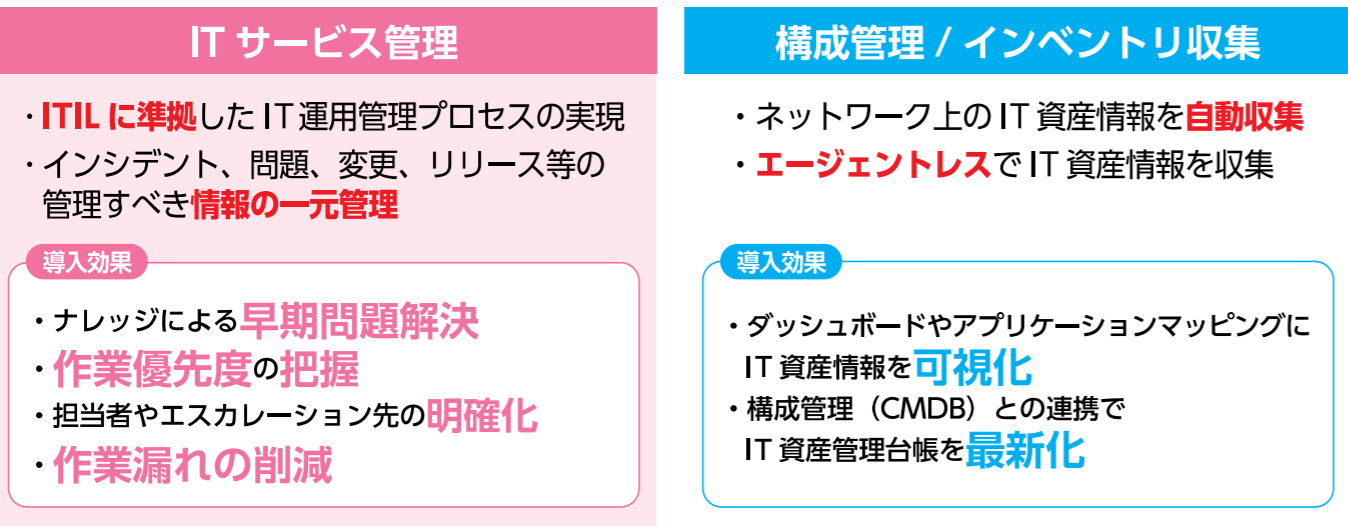 IT サービス管理
・ITIL に準拠した IT 運用管理プロセスの実現
・インシデント、問題、変更、リリース等の
管理すべき情報の一元管理
導入効果
・ナレッジによる早期問題解決
・作業優先度の把握
・担当者やエスカレーション先の明確化
・作業漏れの削減
構成管理 / インベントリ収集
・ネットワーク上の IT 資産情報を自動収集
・エージェントレスで IT 資産情報を収集
導入効果
・ダッシュボードやアプリケーションマッピングに
IT 資産情報を可視化
・構成管理（CMDB）との連携で
IT 資産管理台帳を最新化